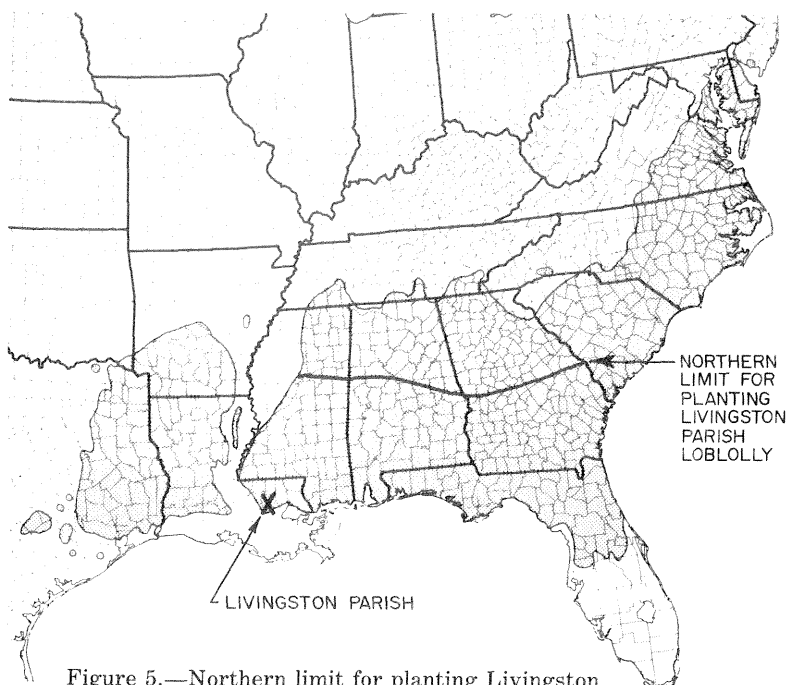 NORTHERN
LIMIT FOR
PLANTING
LIVINGSTON
PARISH
LOBLOLLY
X
LIVINGSTON PARISH
Figure 5.—Northern limit for planting Livingston